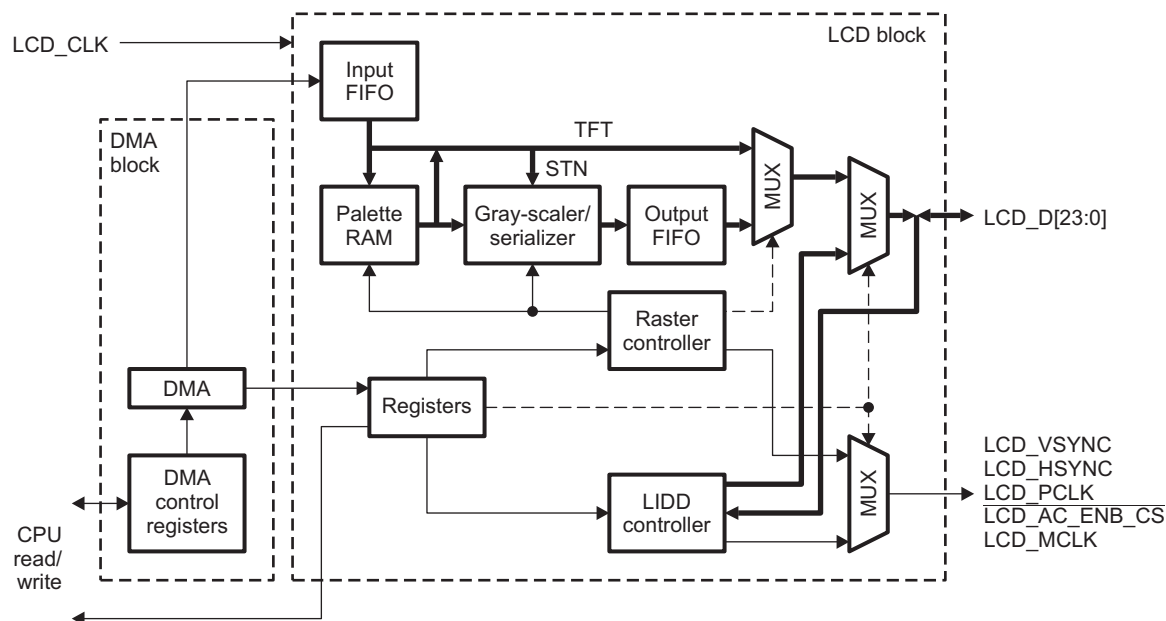 LCD_CLK
LCD block
Input
FIFO
DMA
block
TFT
STN
MUX
MUX
Palette
RAM
Gray-scaler/
serializer
Output
FIFO
LCD_D[23:0]
Raster
controller
DMA
Registers
DMA
control
registers
LIDD
controller
MUX
LCD_VSYNC
LCD_HSYNC
LCD_PCLK
LCD_AC_ENB_CS
LCD_MCLK
CPU
read/
write